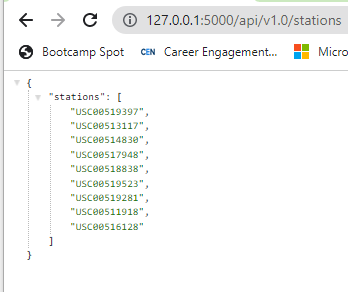 127.0.0.1:5000/api/v1.0/stations
Bootcamp Spot CEN Career Engagement... Micro
{
"stations": [
"USC00519397",
"USC00513117",
"USC00514830",
"USC00517948",
"USC00518838",
"USC00519523",
"USC00519281",
"USC00511918",
"USC00516128"
]
}